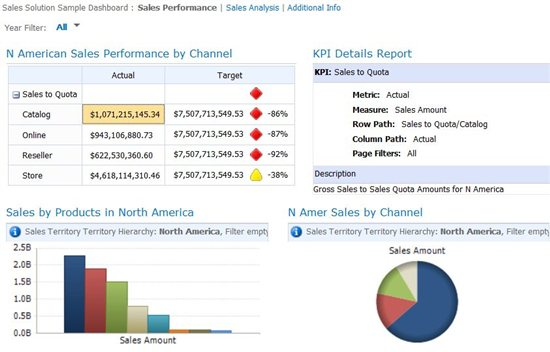 Sales Solution Sample Dashboard : Sales Performance | Sales Analysis | Additional Info
Year Filter: All
N American Sales Performance by Channel
Actual Target
Sales to Quota
Catalog $1,071,215,145.34 $7,507,713,549.53 -86%
Online $943,106,880.73 $7,507,713,549.53 -87%
Reseller $622,530,360.60 $7,507,713,549.53 -92%
Store $4,618,114,310.46 $7,507,713,549.53 -38%
KPI Details Report
KPI: Sales to Quota
Metric: Actual
Measure: Sales Amount
Row Path: Sales to Quota/Catalog
Column Path: Actual
Page Filters: All
Description
Gross Sales to Sales Quota Amounts for N America
Sales by Products in North America
Sales Territory Territory Hierarchy: North America, Filter empty
2.5B
2.0B
1.5B
1.0B
0.5B
0.0B
Sales Amount
N Amer Sales by Channel
Sales Territory Territory Hierarchy: North America, Filter empty
Sales Amount